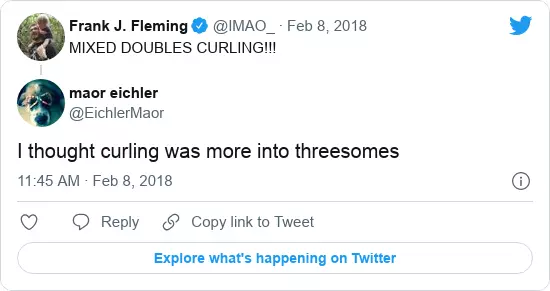 Frank J. Fleming @IMAO_ · Feb 8, 2018
MIXED DOUBLES CURLING!!!
maor eichler
@EichlerMaor
I thought curling was more into threesomes
11:45 AM · Feb 8, 2018
Reply Copy link to Tweet
Explore what's happening on Twitter